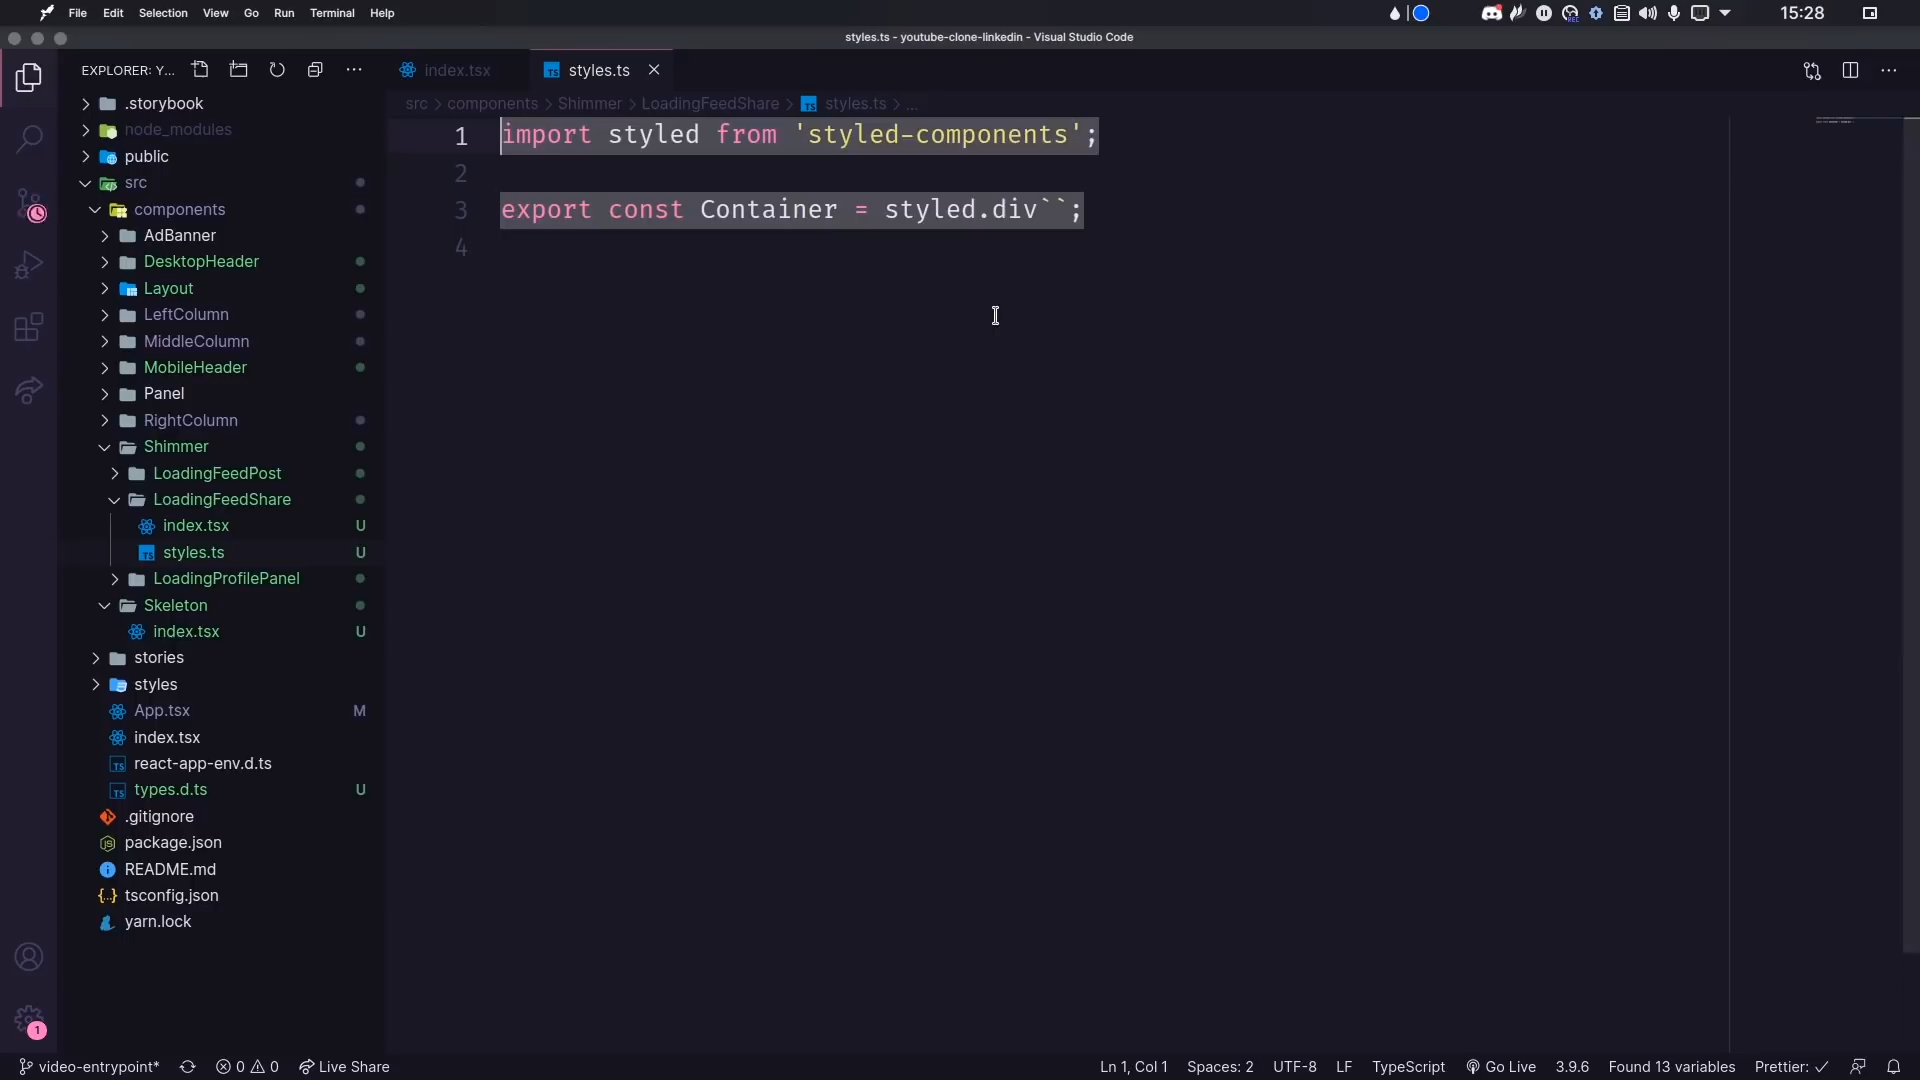 File Edit Selection View Go Run Terminal Help
15:28
styles.ts - youtube-clone-linkedin - Visual Studio Code
EXPLORER: Y...
index.tsx
styles.ts
src > components > Shimmer > LoadingFeedShare > styles.ts > ...
.storybook
node_modules
public
src
components
AdBanner
DesktopHeader
Layout
LeftColumn
MiddleColumn
MobileHeader
Panel
RightColumn
Shimmer
LoadingFeedPost
LoadingFeedShare
index.tsx U
styles.ts U
LoadingProfilePanel
Skeleton
index.tsx U
stories
styles
App.tsx M
index.tsx
react-app-env.d.ts
types.d.ts U
.gitignore
package.json
README.md
tsconfig.json
yarn.lock
1 import styled from 'styled-components';
2
3 export const Container = styled.div``;
4
1
video-entrypoint* 0 0 Live Share
Ln 1, Col 1 Spaces: 2 UTF-8 LF TypeScript Go Live 3.9.6 Found 13 variables Prettier: ✓